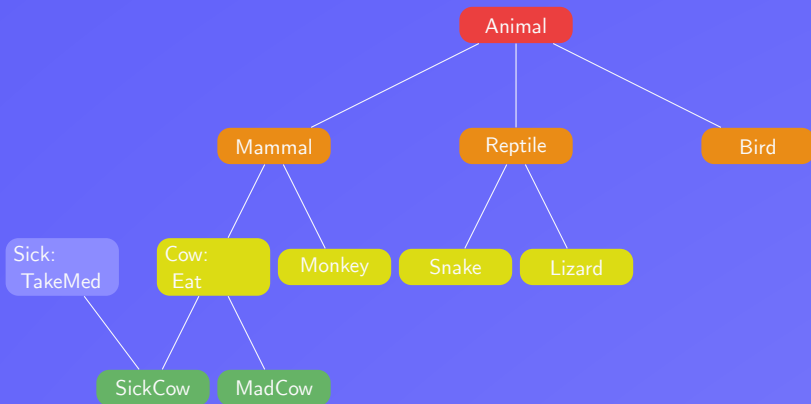 Animal
Mammal
Reptile
Bird
Sick:
TakeMed
Cow:
Eat
Monkey
Snake
Lizard
SickCow
MadCow